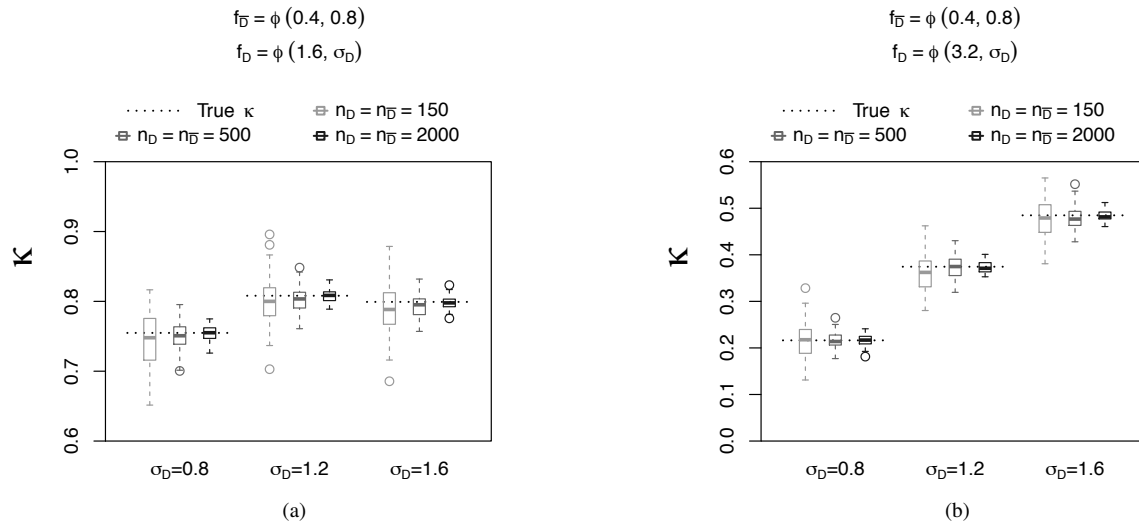 f_D̅ = ϕ (0.4, 0.8)
f_D = ϕ (1.6, σ_D)
True κ
n_D = n_D̅ = 150
n_D = n_D̅ = 500
n_D = n_D̅ = 2000
κ
1.0
0.9
0.8
0.7
0.6
σ_D=0.8
σ_D=1.2
σ_D=1.6
(a)
f_D̅ = ϕ (0.4, 0.8)
f_D = ϕ (3.2, σ_D)
True κ
n_D = n_D̅ = 150
n_D = n_D̅ = 500
n_D = n_D̅ = 2000
κ
0.6
0.5
0.4
0.3
0.2
0.1
0.0
σ_D=0.8
σ_D=1.2
σ_D=1.6
(b)